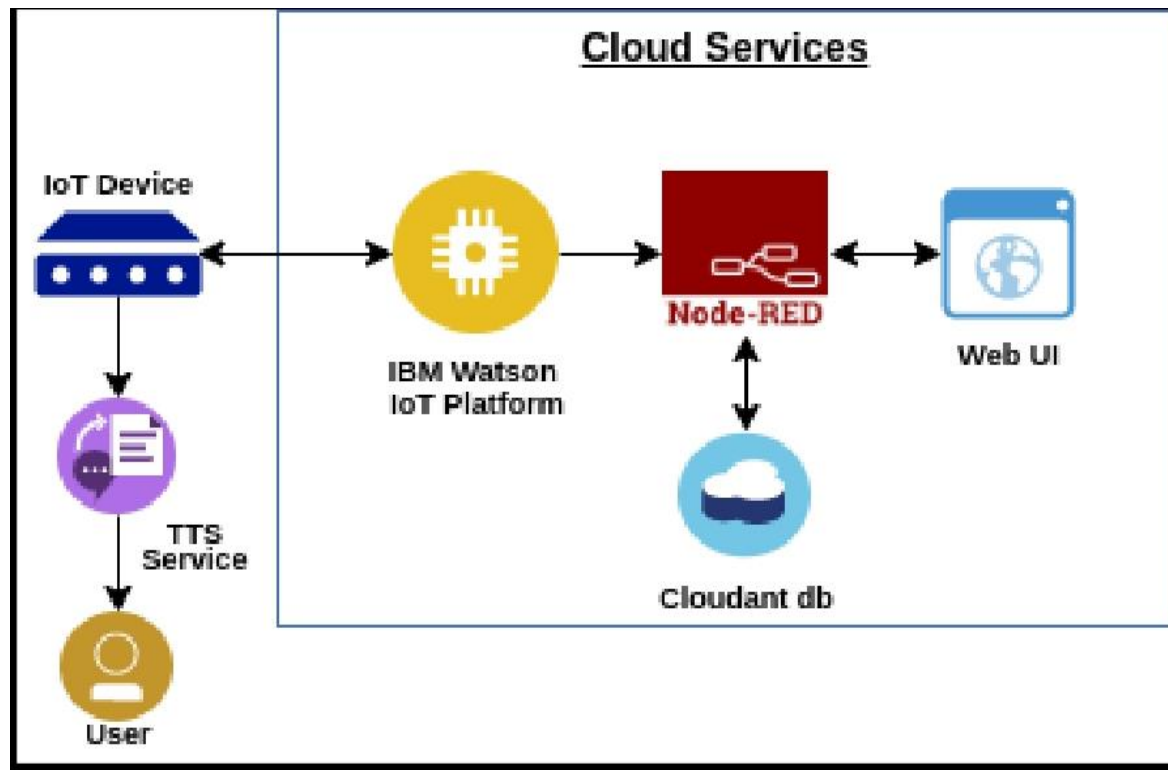 Cloud Services
IoT Device
Node-RED
IBM Watson
IoT Platform
Web UI
TTS
Service
Cloudant db
User